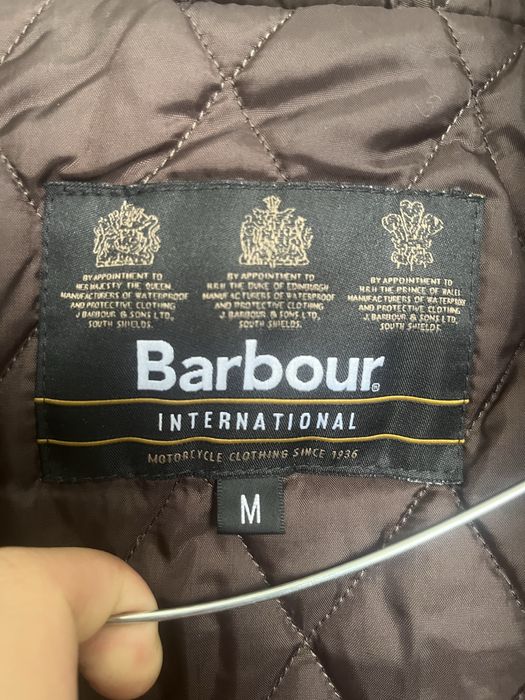 BY APPOINTMENT TO
HER MAJESTY THE QUEEN
MANUFACTURERS OF WATERPROOF
AND PROTECTIVE CLOTHING
J. BARBOUR & SONS LTD.
SOUTH SHIELDS.
BY APPOINTMENT TO
H.R.H. THE DUKE OF EDINBURGH
MANUFACTURERS OF WATERPROOF
AND PROTECTIVE CLOTHING
J. BARBOUR & SONS LTD.
SOUTH SHIELDS.
BY APPOINTMENT TO
H.R.H. THE PRINCE OF WALES
MANUFACTURERS OF WATERPROOF
AND PROTECTIVE CLOTHING
J. BARBOUR & SONS LTD.
SOUTH SHIELDS.
Barbour®
INTERNATIONAL
MOTORCYCLE CLOTHING SINCE 1936
M